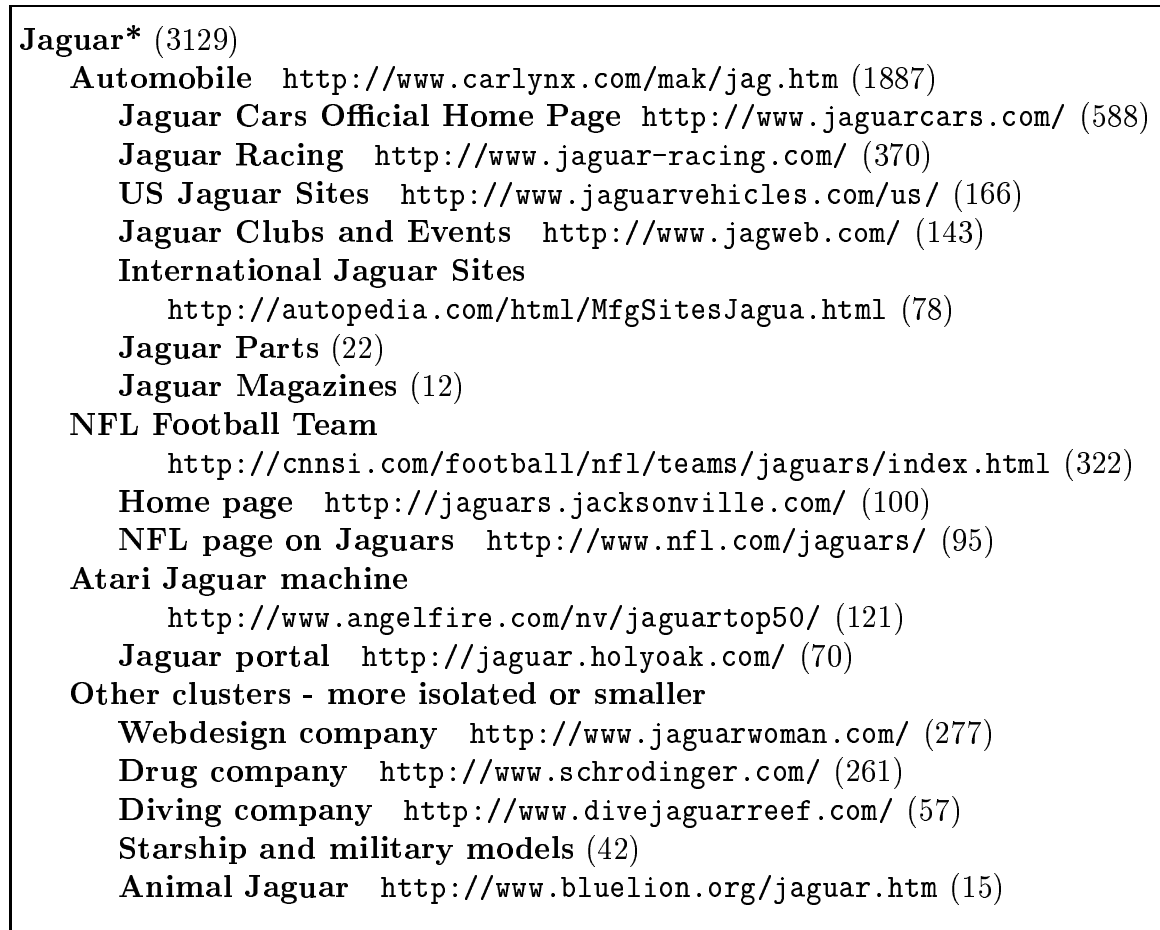 Jaguar* (3129)
Automobile http://www.carlynx.com/mak/jag.htm (1887)
Jaguar Cars Official Home Page http://www.jaguarcars.com/ (588)
Jaguar Racing http://www.jaguar-racing.com/ (370)
US Jaguar Sites http://www.jaguarvehicles.com/us/ (166)
Jaguar Clubs and Events http://www.jagweb.com/ (143)
International Jaguar Sites
http://autopedia.com/html/MfgSitesJagua.html (78)
Jaguar Parts (22)
Jaguar Magazines (12)
NFL Football Team
http://cnnsi.com/football/nfl/teams/jaguars/index.html (322)
Home page http://jaguars.jacksonville.com/ (100)
NFL page on Jaguars http://www.nfl.com/jaguars/ (95)
Atari Jaguar machine
http://www.angelfire.com/nv/jaguartop50/ (121)
Jaguar portal http://jaguar.holyoak.com/ (70)
Other clusters - more isolated or smaller
Webdesign company http://www.jaguarwoman.com/ (277)
Drug company http://www.schrodinger.com/ (261)
Diving company http://www.divejaguarreef.com/ (57)
Starship and military models (42)
Animal Jaguar http://www.bluelion.org/jaguar.htm (15)